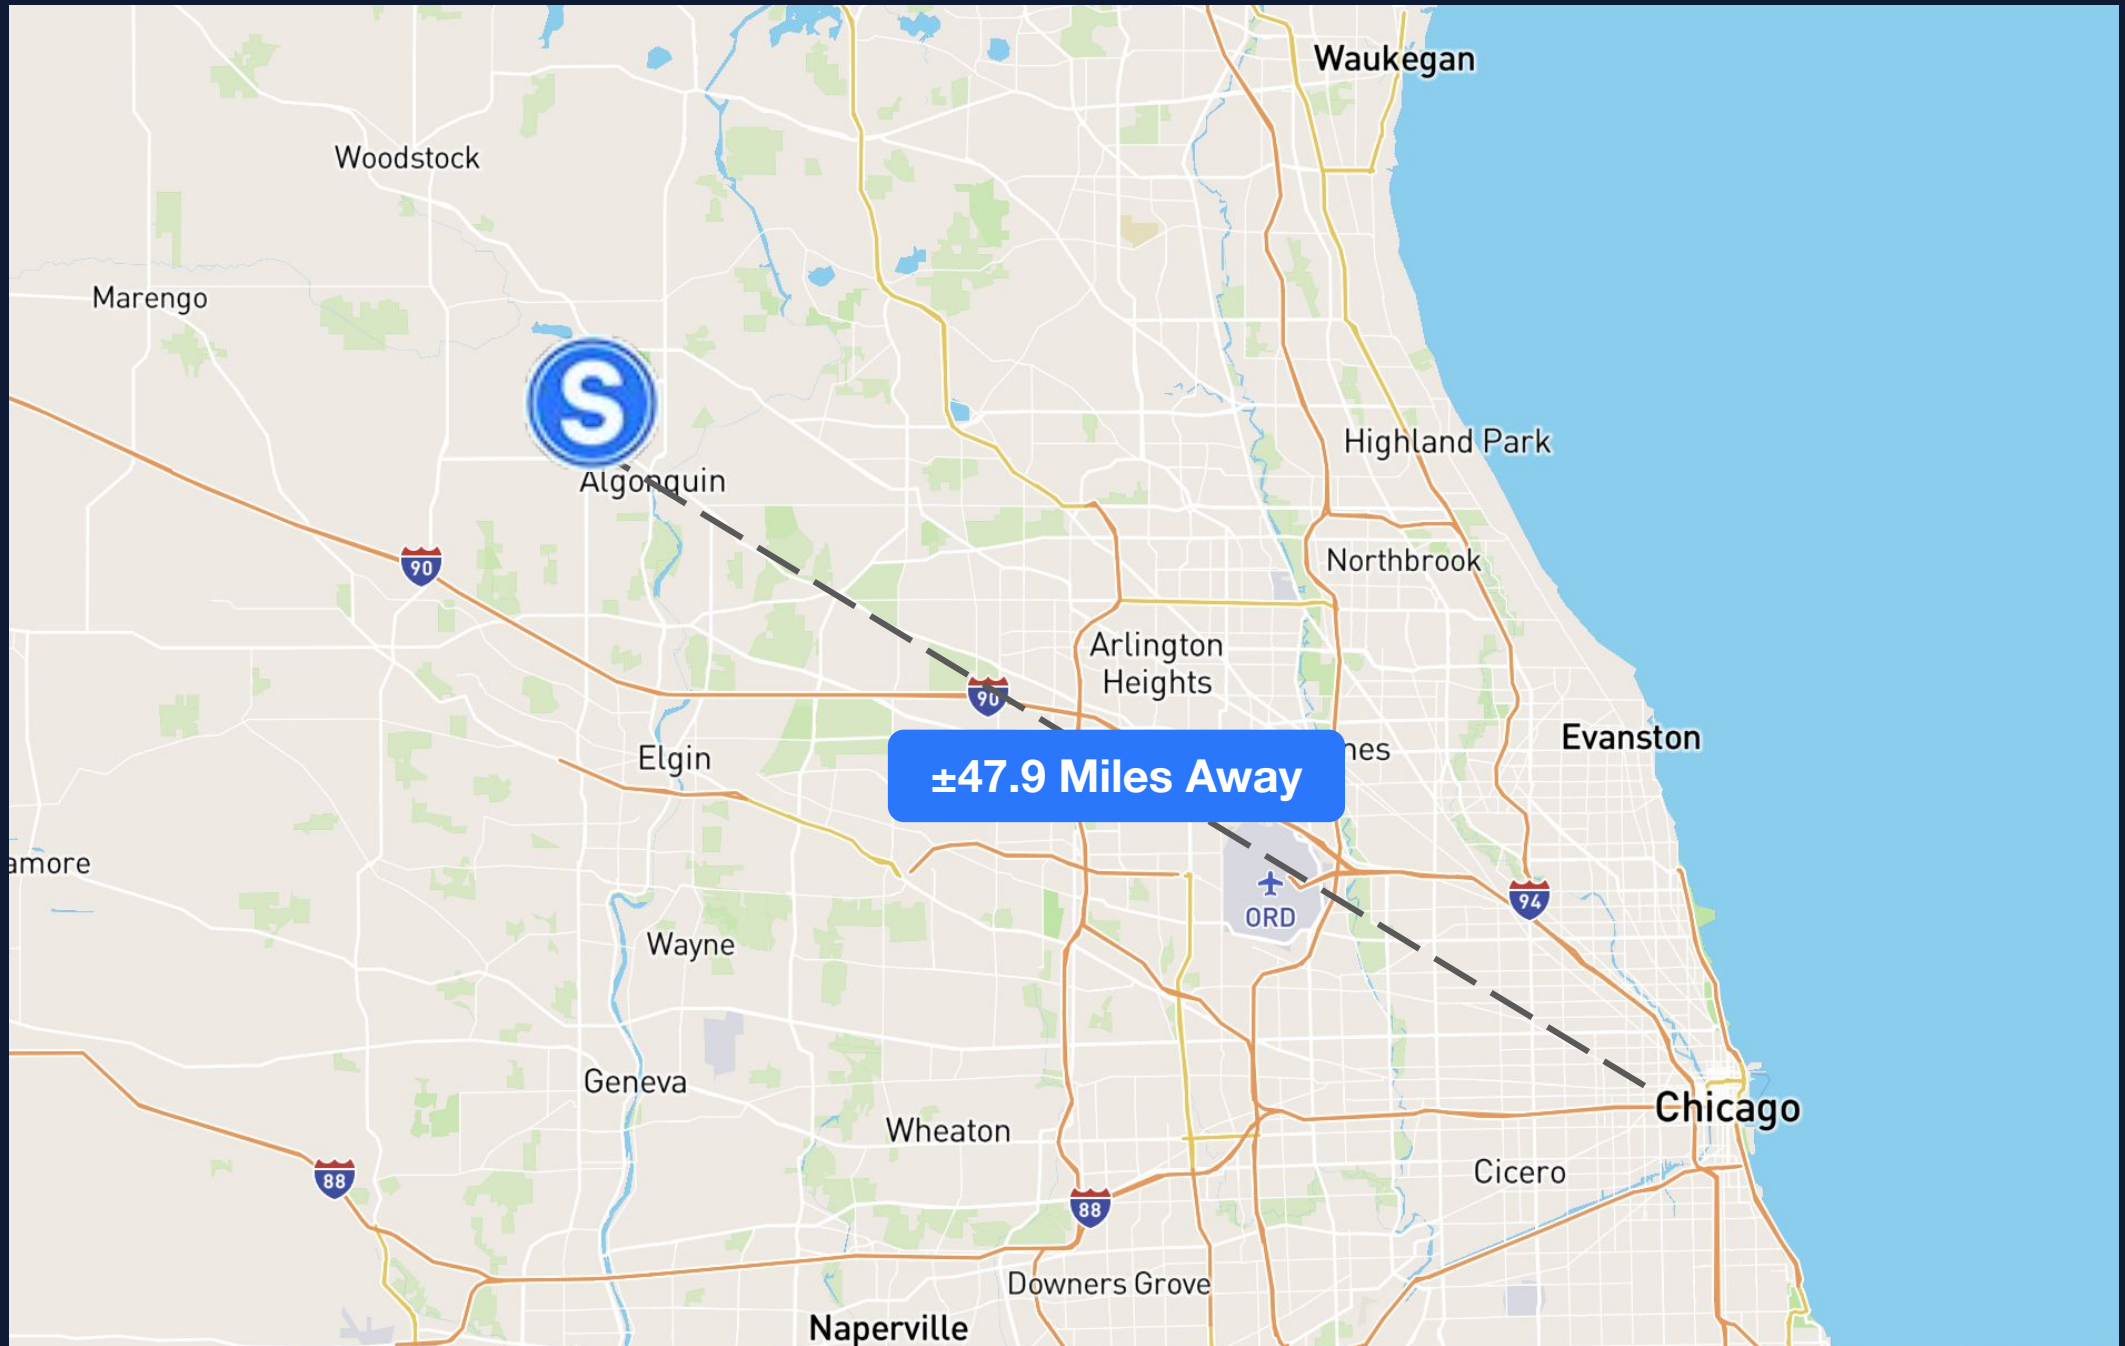 Waukegan
Woodstock
Marengo
S
Highland Park
Algonquin
90
Northbrook
Arlington
Heights
90
Evanston
Elgin
nes
±47.9 Miles Away
amore
94
ORD
Wayne
Geneva
Chicago
Wheaton
Cicero
88
88
Downers Grove
Naperville